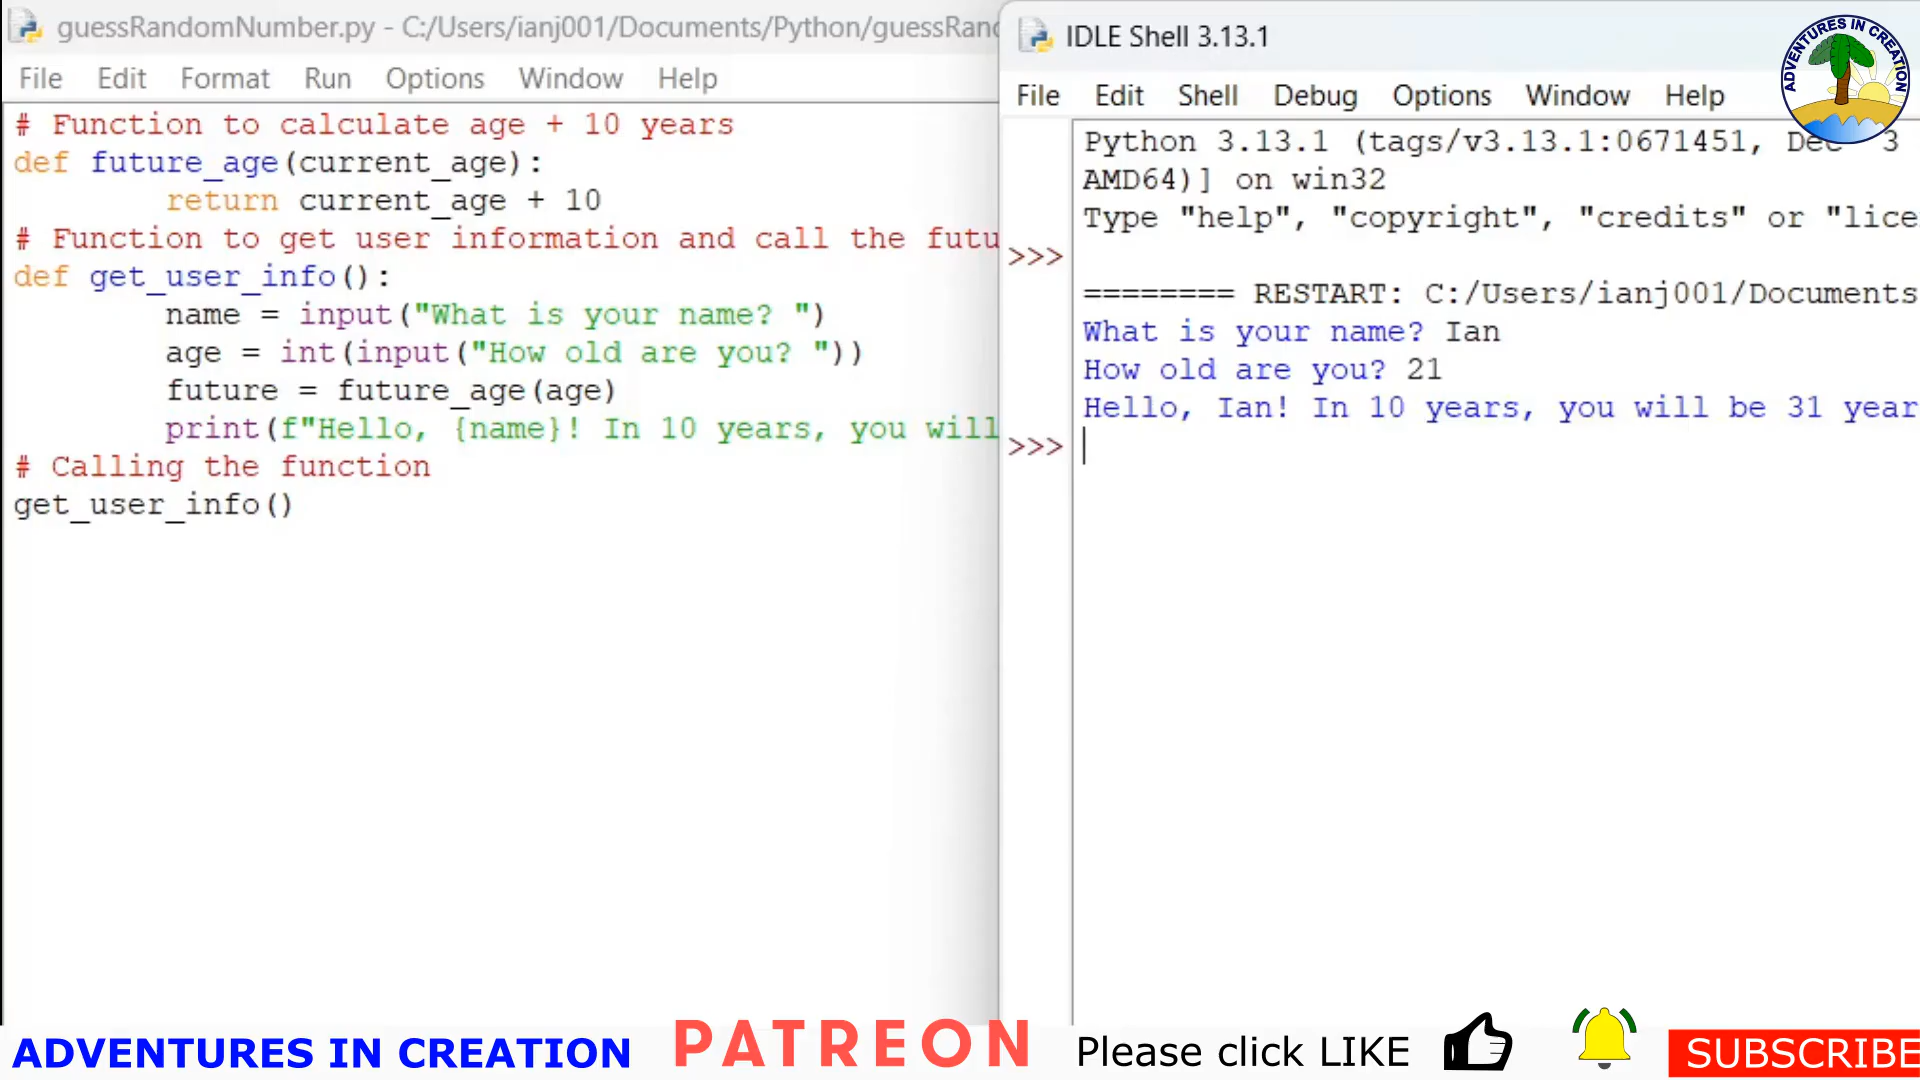 guessRandomNumber.py - C:/Users/ianj001/Documents/Python/guessRand
File Edit Format Run Options Window Help
# Function to calculate age + 10 years
def future_age(current_age):
return current_age + 10
# Function to get user information and call the futu
def get_user_info():
name = input("What is your name? ")
age = int(input("How old are you? "))
future = future_age(age)
print(f"Hello, {name}! In 10 years, you will
# Calling the function
get_user_info()
IDLE Shell 3.13.1
File Edit Shell Debug Options Window Help
Python 3.13.1 (tags/v3.13.1:0671451, Dec 3
AMD64)] on win32
Type "help", "copyright", "credits" or "lice
>>>
======== RESTART: C:/Users/ianj001/Documents
What is your name? Ian
How old are you? 21
Hello, Ian! In 10 years, you will be 31 year
>>>
ADVENTURES IN CREATION
ADVENTURES IN CREATION PATREON Please click LIKE SUBSCRIBE